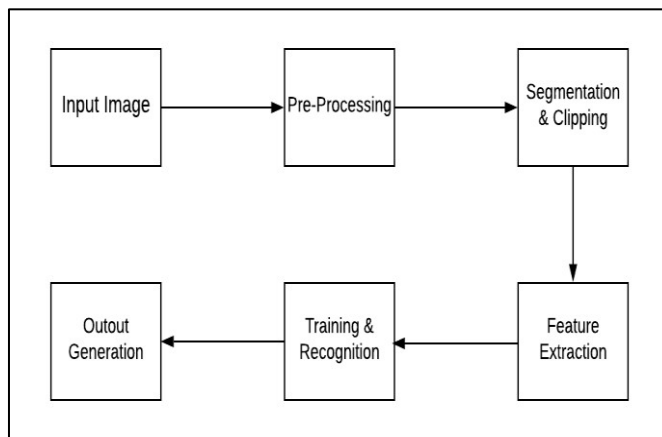 Input Image
Pre-Processing
Segmentation
& Clipping
Feature
Extraction
Training &
Recognition
Outout
Generation